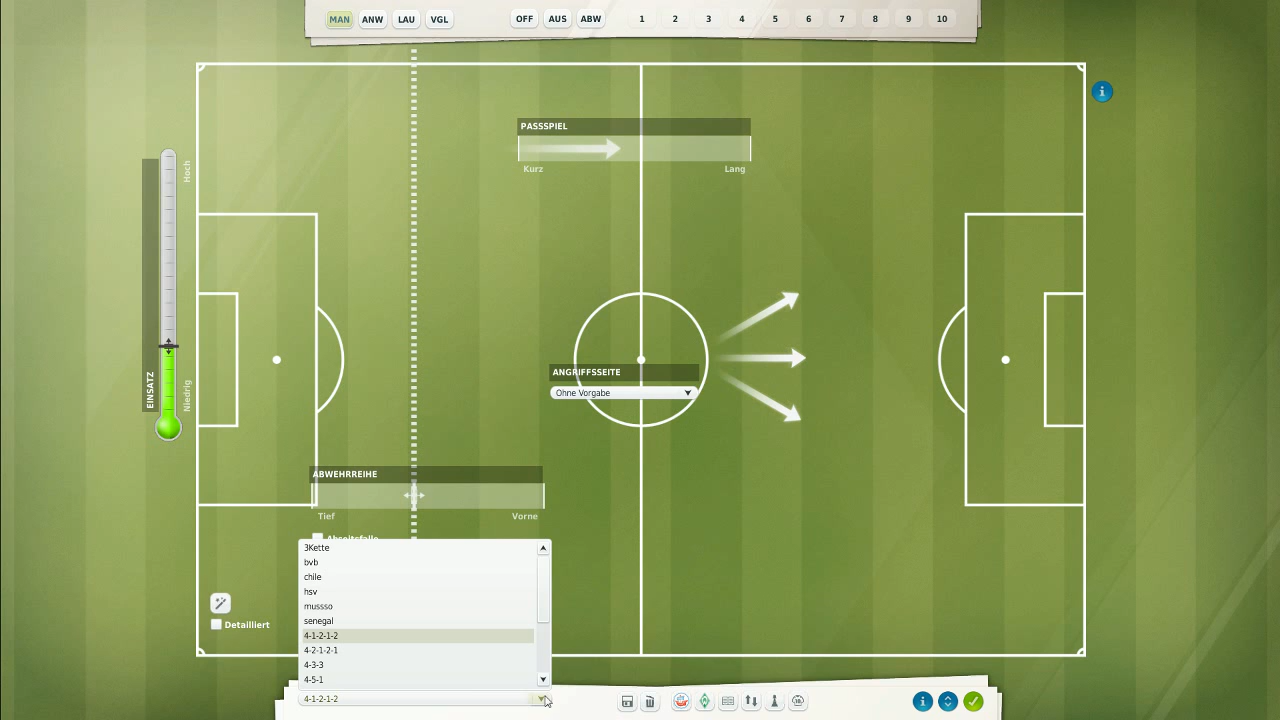 MAN ANW LAU VGL OFF AUS ABW 1 2 3 4 5 6 7 8 9 10
PASSSPIEL
Kurz Lang
Hoch
EINSATZ
Niedrig
ANGRIFFSSEITE
Ohne Vorgabe
ABWEHRREIHE
Tief Vorne
Abseitsfalle
3Kette
bvb
chile
hsv
mussso
senegal
4-1-2-1-2
4-2-1-2-1
4-3-3
4-5-1
Detailliert
4-1-2-1-2